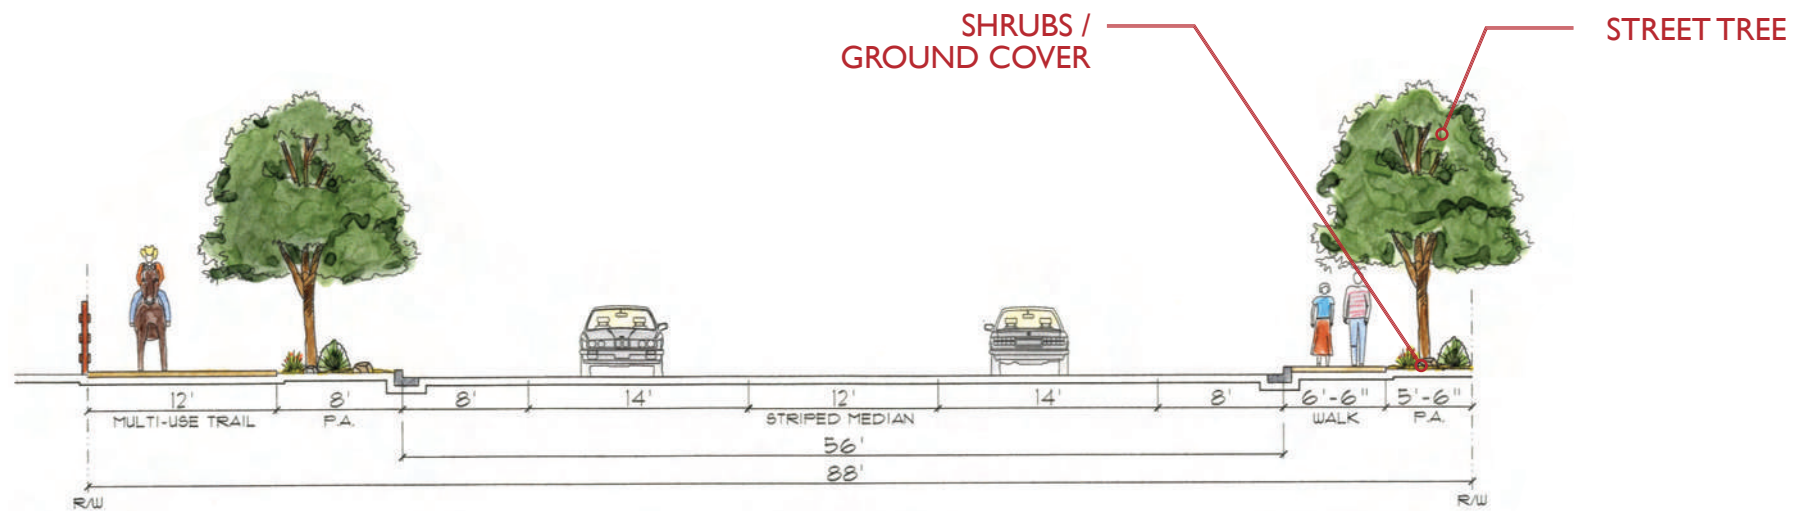 SHRUBS /
GROUND COVER
STREET TREE
12' 8' 8' 14' 12' 14' 8' 6'-6" 5'-6"
MULTI-USE TRAIL P.A. STRIPED MEDIAN WALK P.A.
56'
88'
R/W R/W